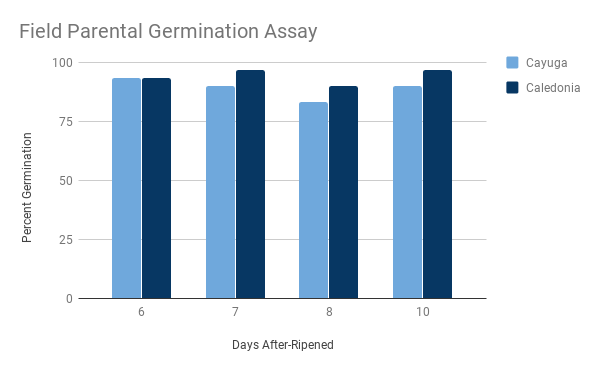 Field Parental Germination Assay
Cayuga
Caledonia
Percent Germination
100
75
50
25
0
6 7 8 10
Days After-Ripened